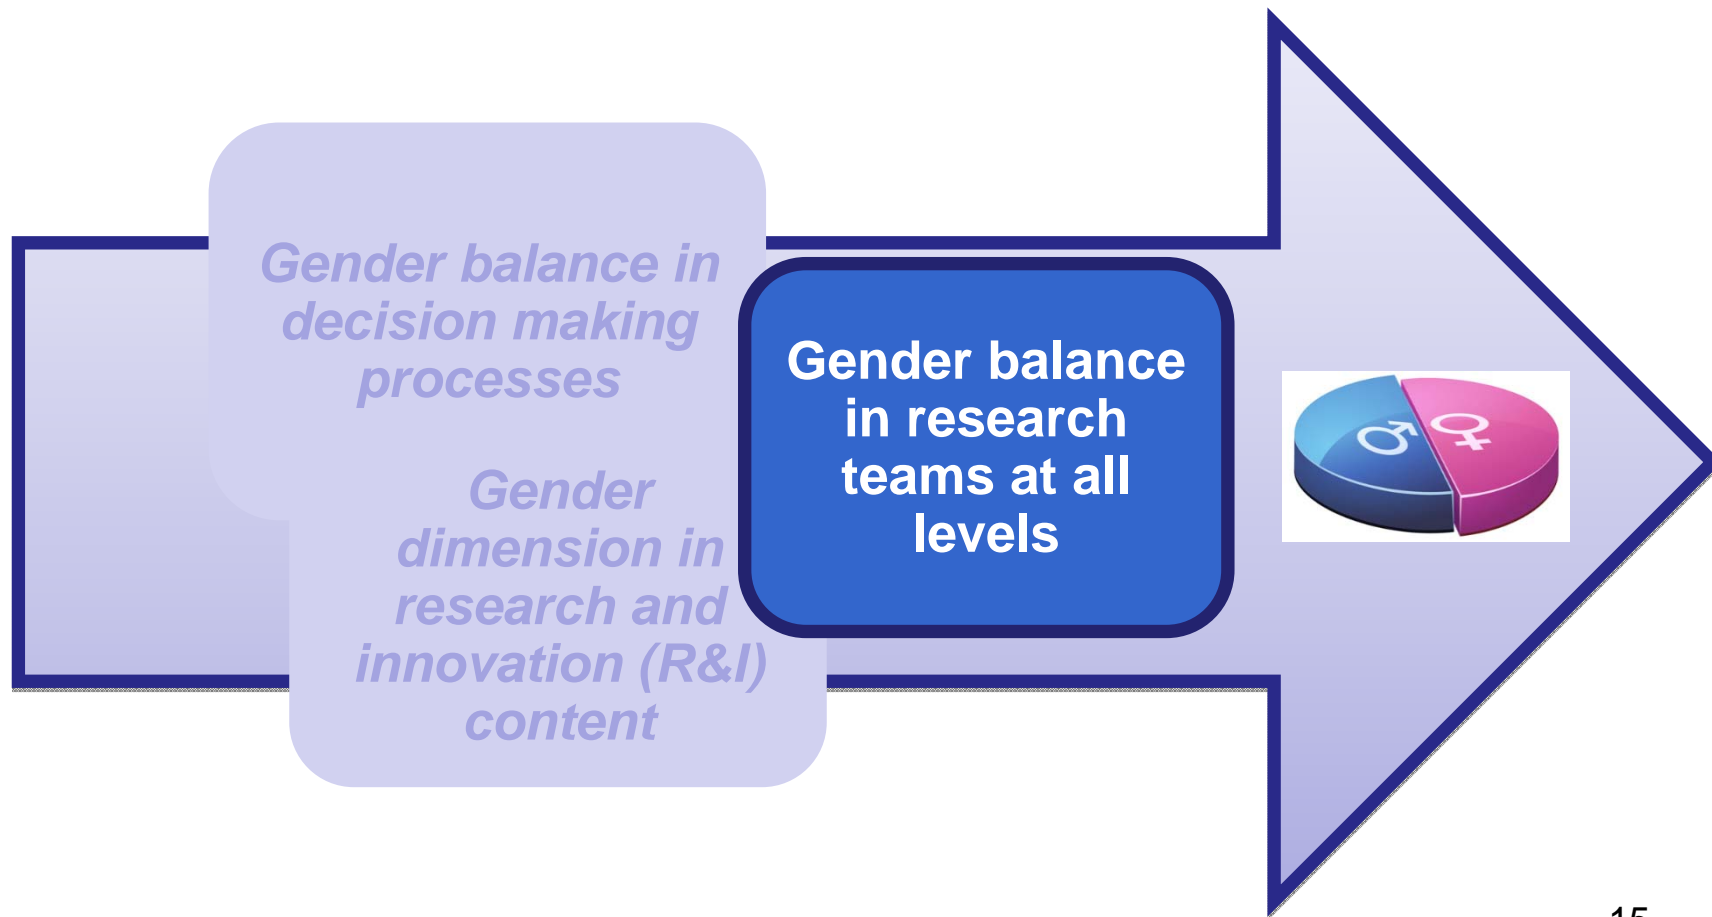 Gender balance in
decision making
processes
Gender
dimension in
research and
innovation (R&I)
content
Gender balance
in research
teams at all
levels
15